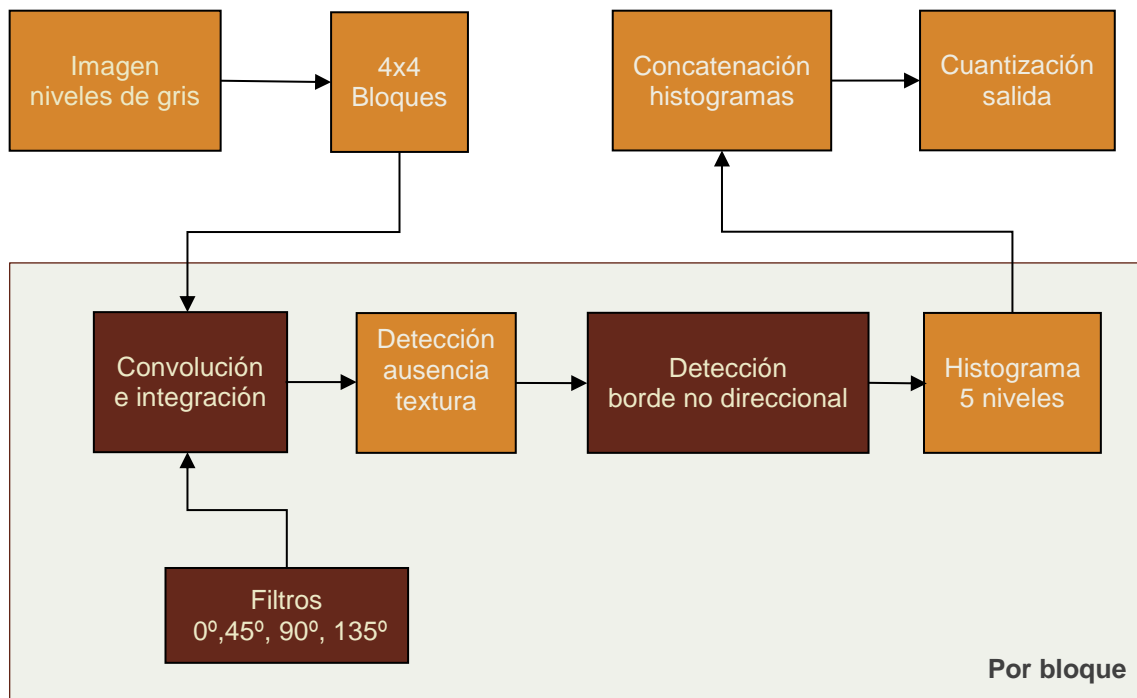 Imagen
niveles de gris
4x4
Bloques
Concatenación
histogramas
Cuantización
salida
Convolución
e integración
Detección
ausencia
textura
Detección
borde no direccional
Histograma
5 niveles
Filtros
0º,45º, 90º, 135º
Por bloque